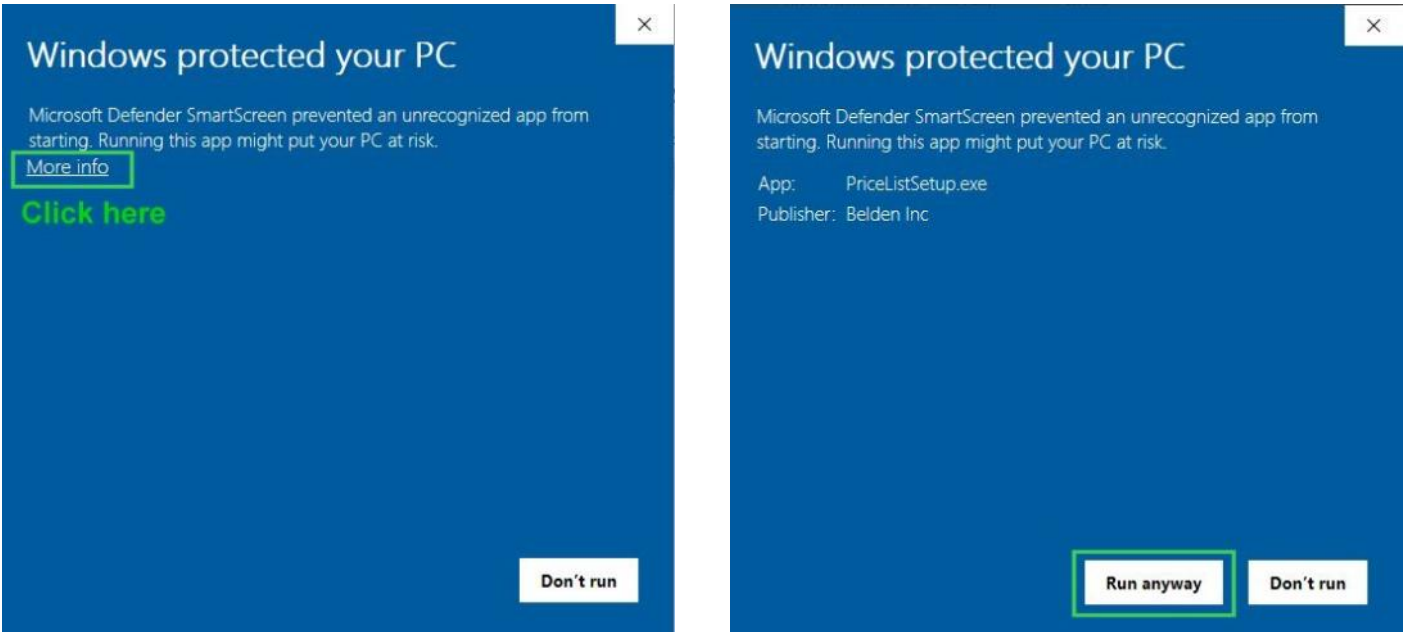 Windows protected your PC
Microsoft Defender SmartScreen prevented an unrecognized app from
starting. Running this app might put your PC at risk.
More info
Click here
Don't run
Windows protected your PC
Microsoft Defender SmartScreen prevented an unrecognized app from
starting. Running this app might put your PC at risk.
App: PriceListSetup.exe
Publisher: Belden Inc
Run anyway Don't run